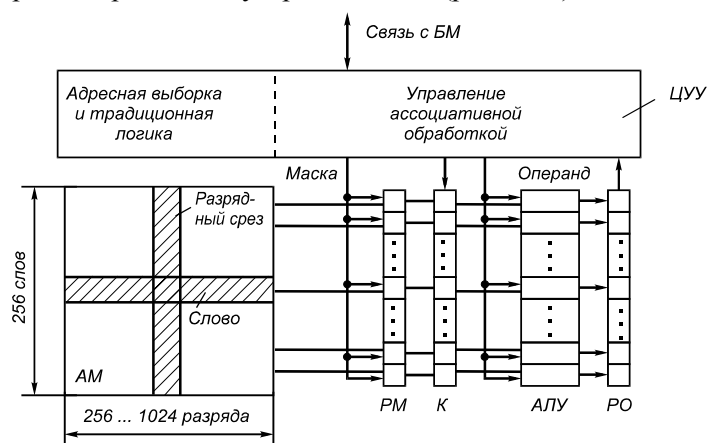 Связь с БМ
Адресная выборка
и традиционная
логика
Управление
ассоциативной
обработкой
ЦУУ
Маска
Операнд
Разряд-
ный срез
256 слов
Слово
АМ
256 ... 1024 разряда
РМ
К
АЛУ
РО